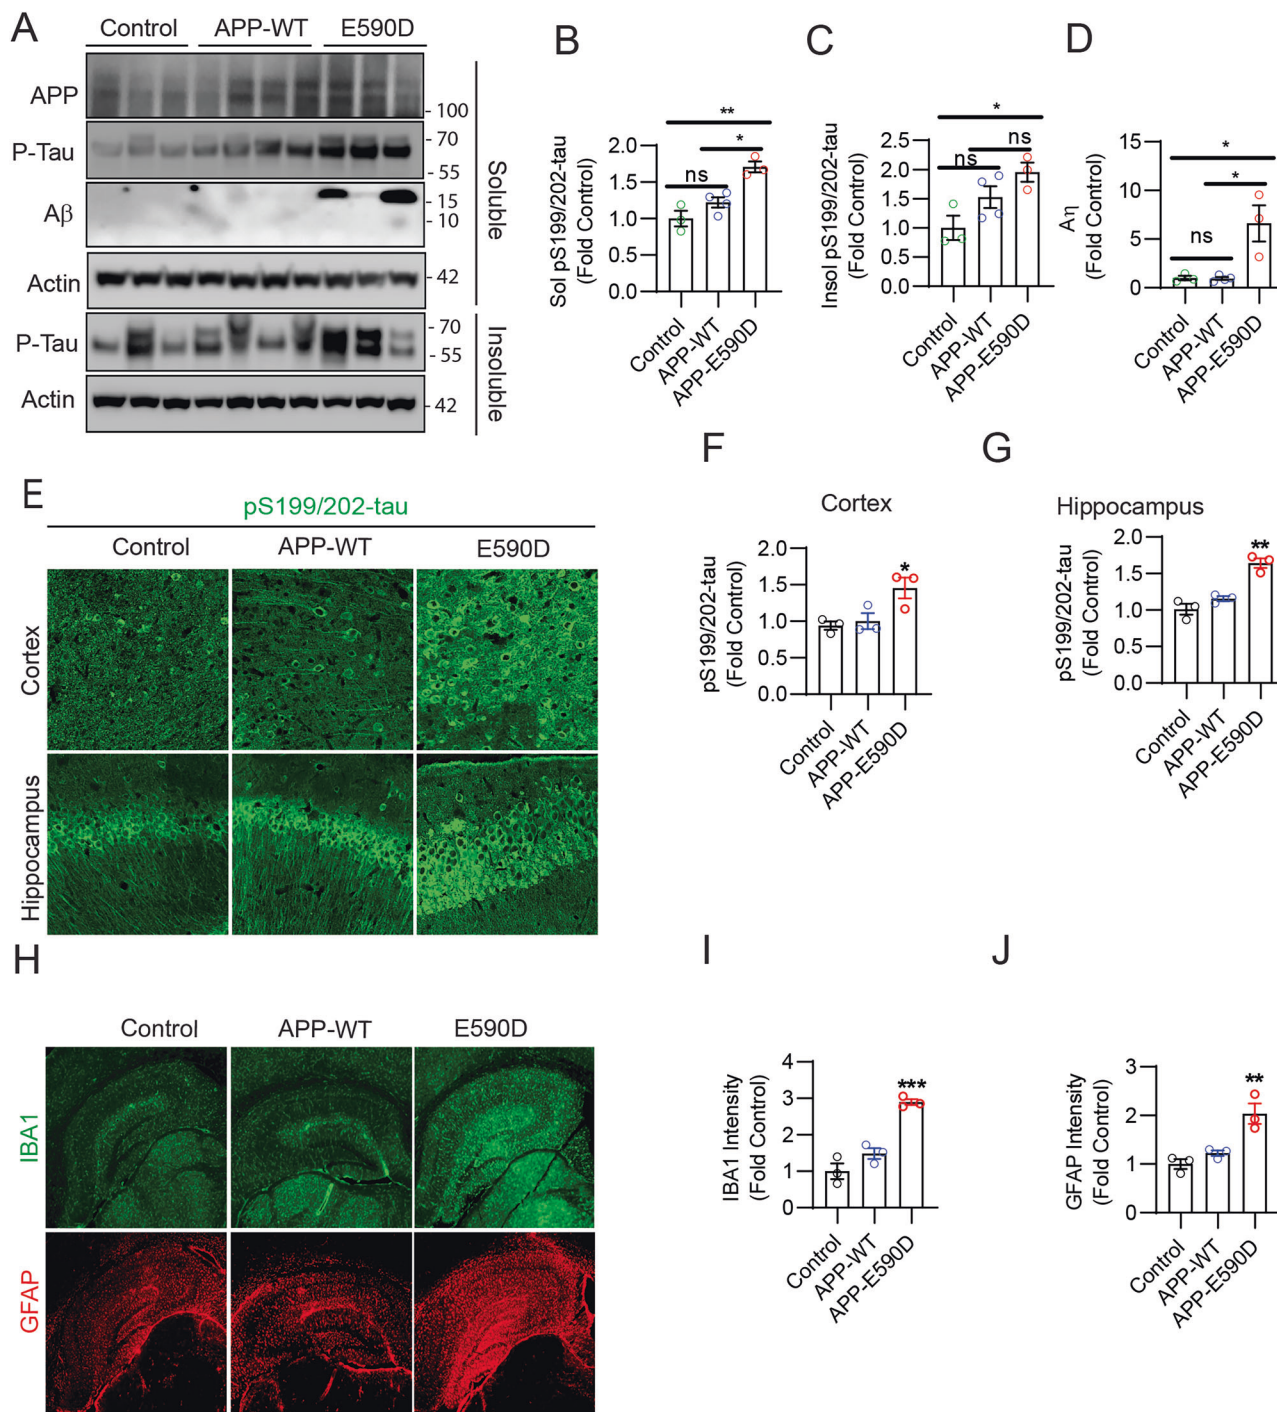 A
Control APP-WT E590D
APP
- 100
P-Tau
- 70
- 55
Aβ
- 15
- 10
Actin
- 42
Soluble
P-Tau
- 70
- 55
Actin
- 42
Insoluble
B
Sol pS199/202-tau
(Fold Control)
2.0
1.5
1.0
0.5
0.0
**
*
ns
Control
APP-WT
APP-E590D
C
Insol pS199/202-tau
(Fold Control)
2.5
2.0
1.5
1.0
0.5
0.0
*
ns
ns
Control
APP-WT
APP-E590D
D
Aη
(Fold Control)
15
10
5
0
*
*
ns
Control
APP-WT
APP-E590D
E
pS199/202-tau
Control APP-WT E590D
Cortex
Hippocampus
F
Cortex
pS199/202-tau
(Fold Control)
2.0
1.5
1.0
0.5
0.0
*
Control
APP-WT
APP-E590D
G
Hippocampus
pS199/202-tau
(Fold Control)
2.0
1.5
1.0
0.5
0.0
**
Control
APP-WT
APP-E590D
H
Control APP-WT E590D
IBA1
GFAP
I
IBA1 Intensity
(Fold Control)
4
3
2
1
0
***
Control
APP-WT
APP-E590D
J
GFAP Intensity
(Fold Control)
3
2
1
0
**
Control
APP-WT
APP-E590D